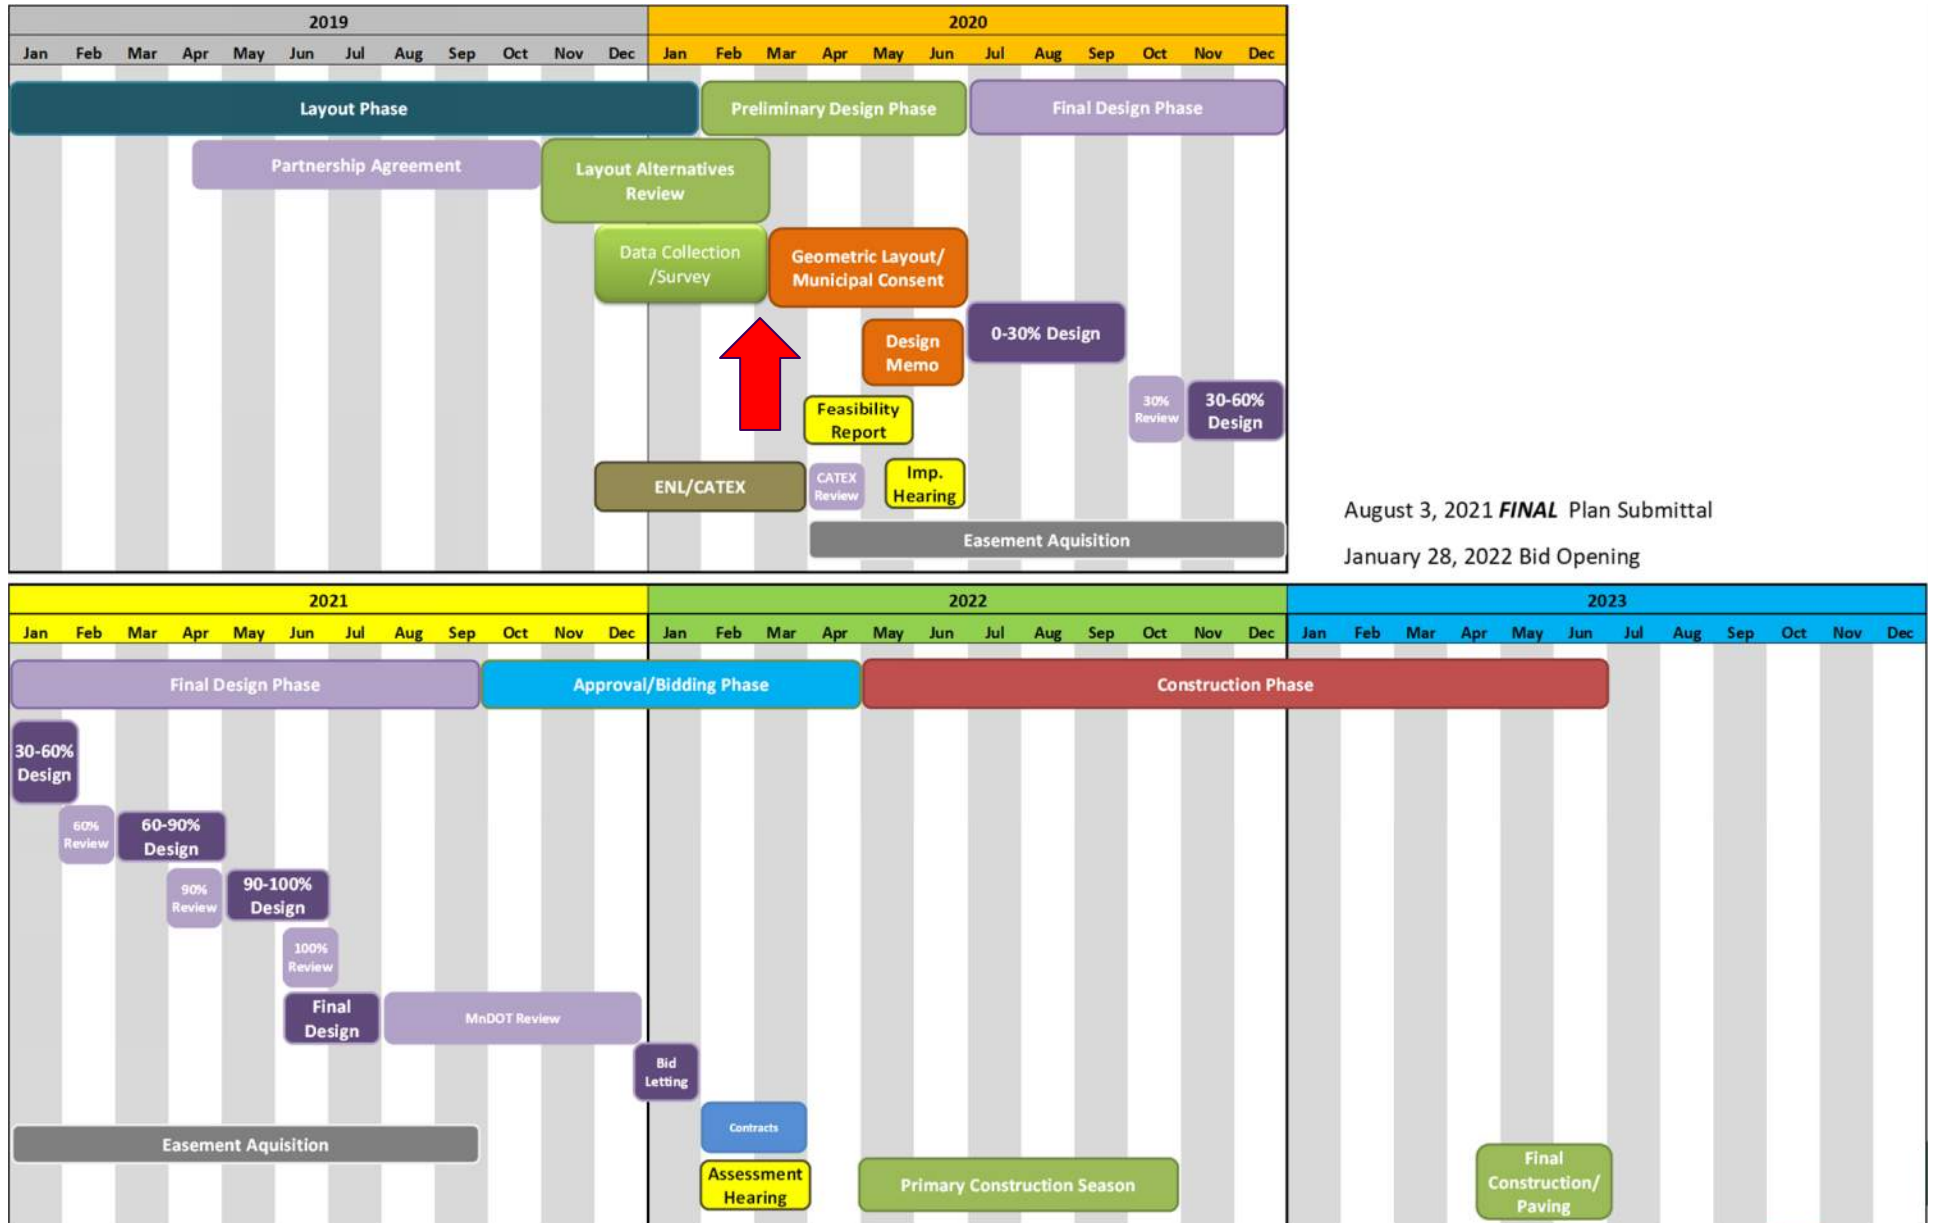 2019 2020
Jan Feb Mar Apr May Jun Jul Aug Sep Oct Nov Dec Jan Feb Mar Apr May Jun Jul Aug Sep Oct Nov Dec
Layout Phase Preliminary Design Phase Final Design Phase
Partnership Agreement
Layout Alternatives
Review
Data Collection
/Survey
Geometric Layout/
Municipal Consent
Design
Memo
0-30% Design
Feasibility
Report
30%
Review
30-60%
Design
ENL/CATEX
CATEX
Review
Imp.
Hearing
Easement Aquisition
August 3, 2021 FINAL Plan Submittal
January 28, 2022 Bid Opening
2021 2022 2023
Jan Feb Mar Apr May Jun Jul Aug Sep Oct Nov Dec Jan Feb Mar Apr May Jun Jul Aug Sep Oct Nov Dec Jan Feb Mar Apr May Jun Jul Aug Sep Oct Nov Dec
Final Design Phase Approval/Bidding Phase Construction Phase
30-60%
Design
60%
Review
60-90%
Design
90%
Review
90-100%
Design
100%
Review
Final
Design
MnDOT Review
Bid
Letting
Contracts
Easement Aquisition
Assessment
Hearing
Primary Construction Season
Final
Construction/
Paving